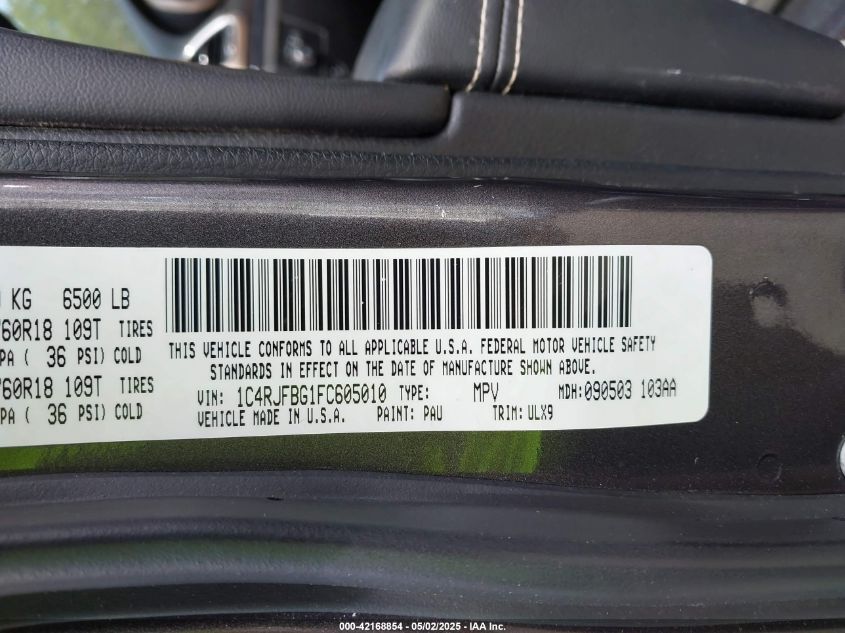 KG 6500 LB
60R18 109T TIRES
PA ( 36 PSI) COLD
60R18 109T TIRES
PA ( 36 PSI) COLD
THIS VEHICLE CONFORMS TO ALL APPLICABLE U.S.A. FEDERAL MOTOR VEHICLE SAFETY
STANDARDS IN EFFECT ON THE DATE OF MANUFACTURE SHOWN ABOVE.
VIN: 1C4RJFBG1FC605010 TYPE: MPV MDH: 090503 103AA
VEHICLE MADE IN U.S.A. PAINT: PAU TRIM: ULX9
000-42168854 - 05/02/2025 - IAA Inc.